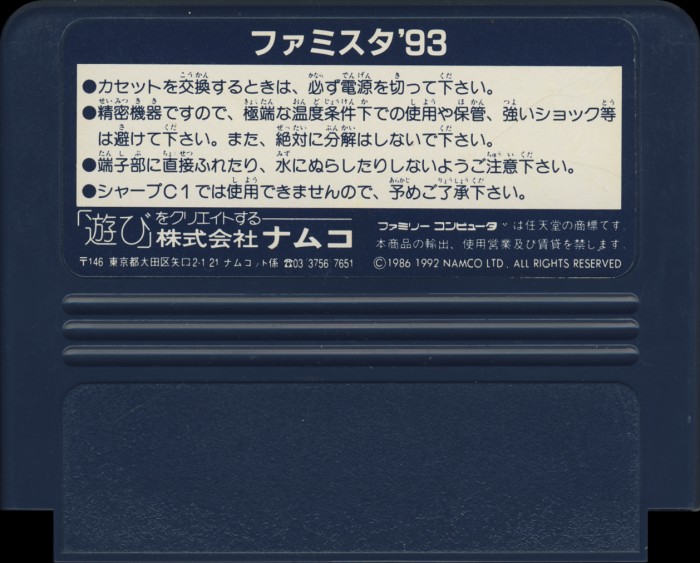 ファミスタ'93
●カセットを交換するときは、必ず電源を切って下さい。
●精密機器ですので、極端な温度条件下での使用や保管、強いショック等
は避けて下さい。また、絶対に分解はしないで下さい。
●端子部に直接ふれたり、水にぬらしたりしないようご注意下さい。
●シャープC1では使用できませんので、予めご了承下さい。
「遊び」をクリエイトする
株式会社ナムコ
〒146 東京都大田区矢口2-1-21 ナムコット係 ☎03 3756 7651
ファミリー コンピュータ™は任天堂の商標です.
本商品の輸出、使用営業及び賃貸を禁します.
©1986 1992 NAMCO LTD., ALL RIGHTS RESERVED